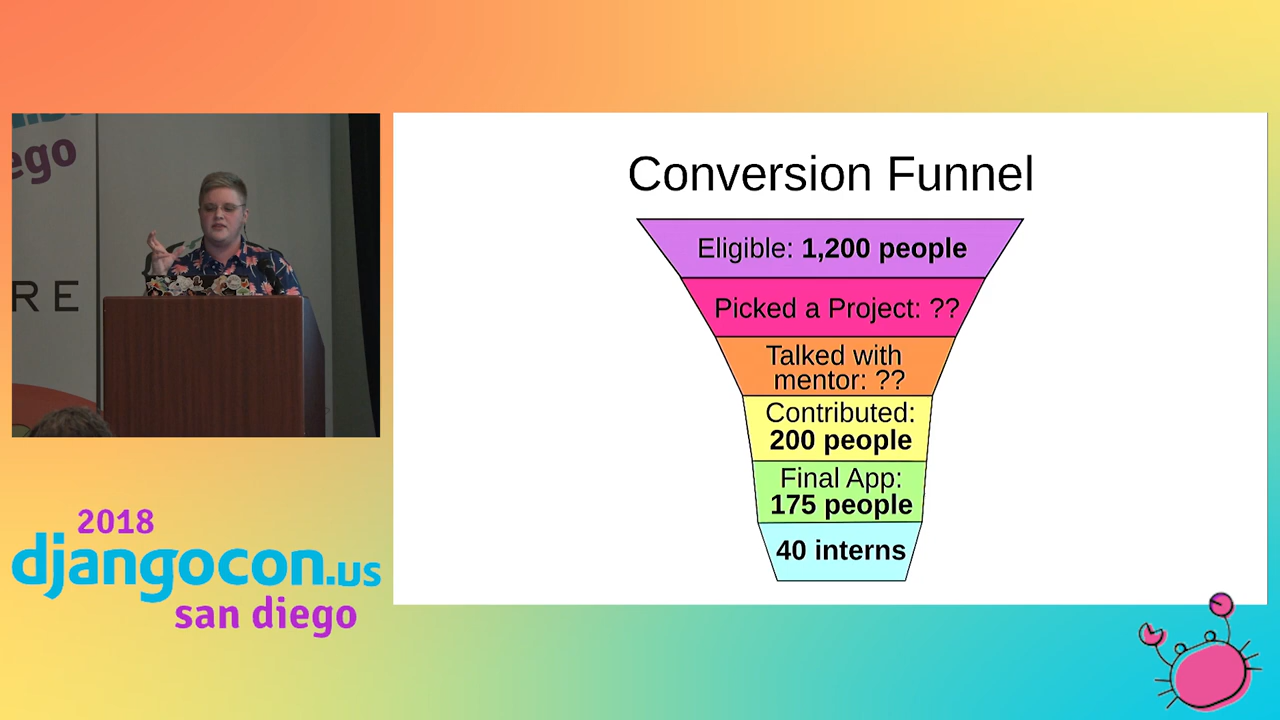 ego
RE
Conversion Funnel
Eligible: 1,200 people
Picked a Project: ??
Talked with
mentor: ??
Contributed:
200 people
Final App:
175 people
40 interns
2018
djangocon.us
san diego